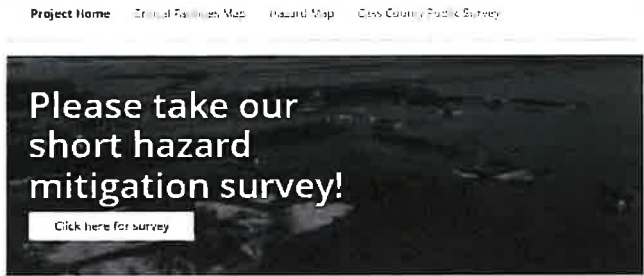 Project Home Critical Facilities Map Hazard Map Cass County Public Survey
Please take our
short hazard
mitigation survey!
Click here for survey